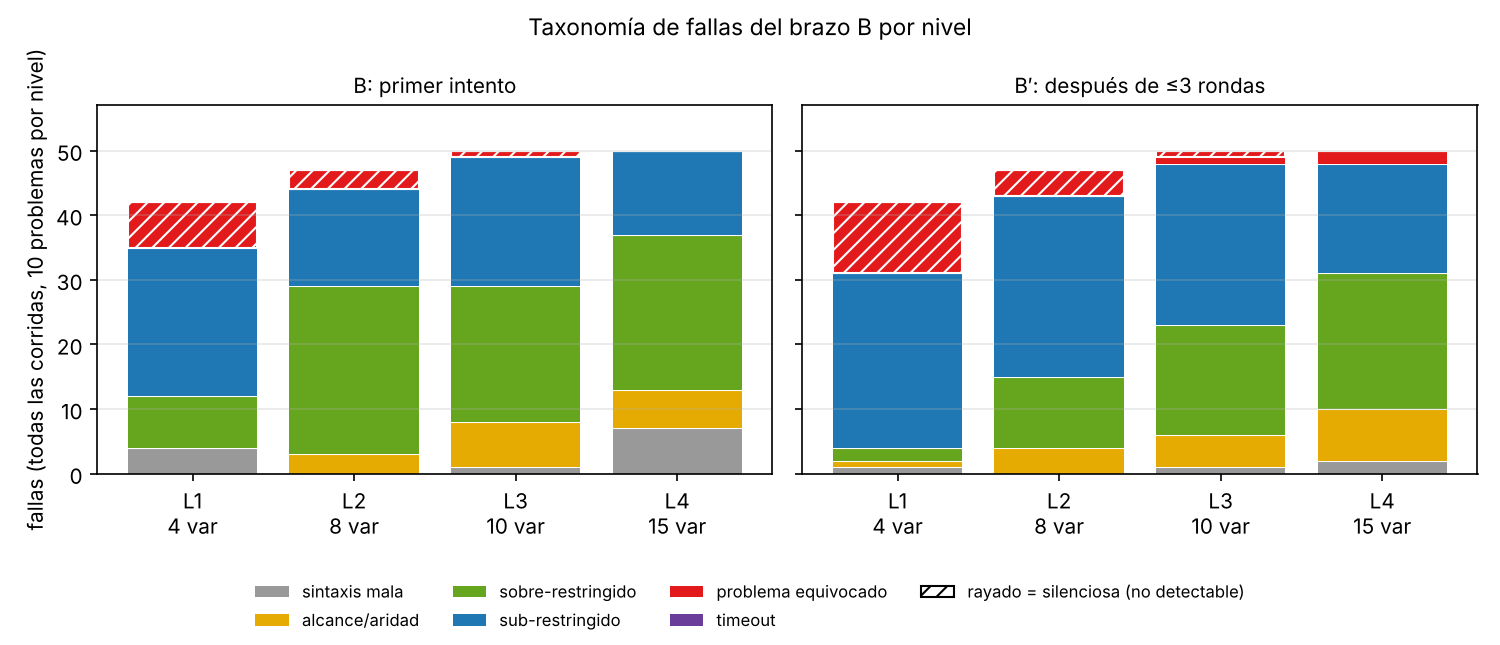 Taxonomía de fallas del brazo B por nivel
fallas (todas las corridas, 10 problemas por nivel)
B: primer intento
50
40
30
20
10
0
L1
4 var
L2
8 var
L3
10 var
L4
15 var
B′: después de ≤3 rondas
L1
4 var
L2
8 var
L3
10 var
L4
15 var
sintaxis mala
alcance/aridad
sobre-restringido
sub-restringido
problema equivocado
timeout
rayado = silenciosa (no detectable)